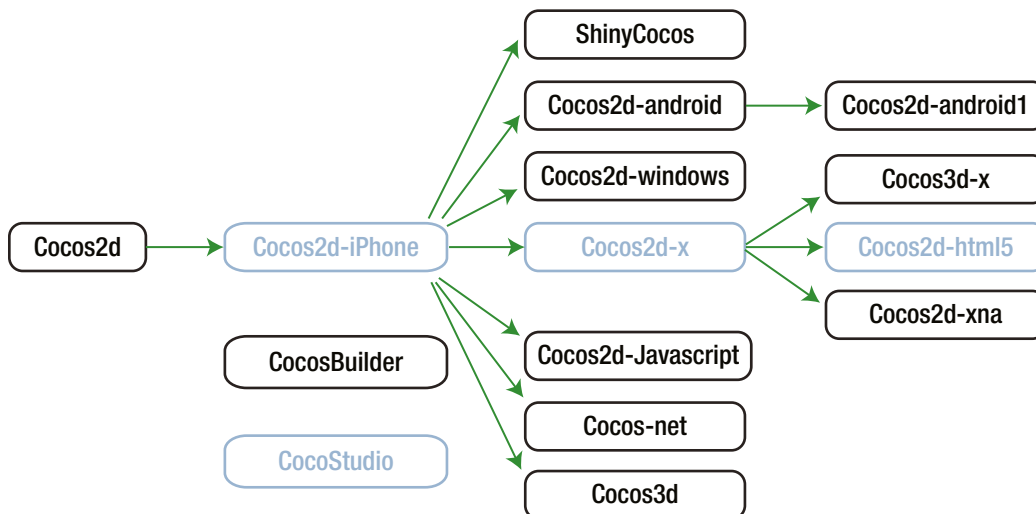 ShinyCocos
Cocos2d-android
Cocos2d-android1
Cocos2d-windows
Cocos3d-x
Cocos2d
Cocos2d-iPhone
Cocos2d-x
Cocos2d-html5
Cocos2d-xna
CocosBuilder
Cocos2d-Javascript
Cocos-net
CocoStudio
Cocos3d